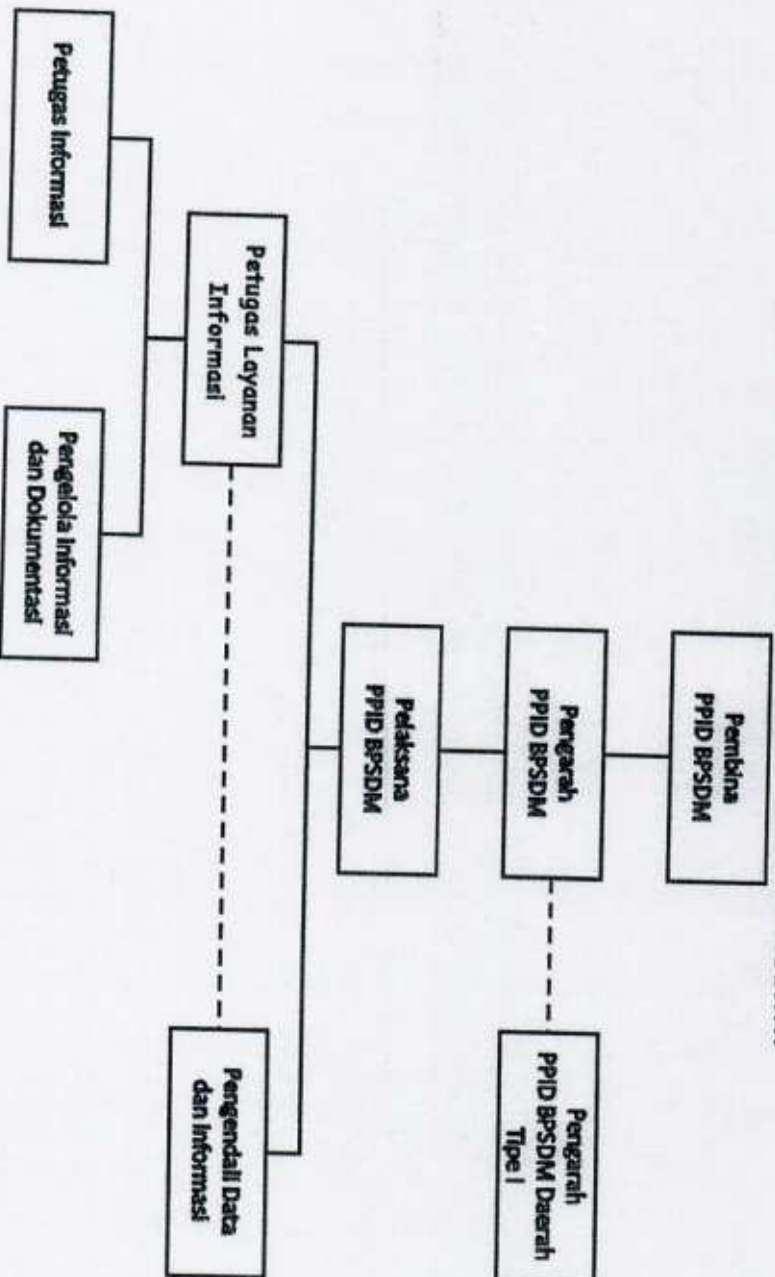 Pembina
PPID BPSDM
Pengarah
PPID BPSDM
Pengarah
PPID BPSDM Daerah
Tipe I
Pelaksana
PPID BPSDM
Petugas Layanan
Informasi
Pengendali Data
dan Informasi
Petugas Informasi
Pengelola Informasi
dan Dokumentasi